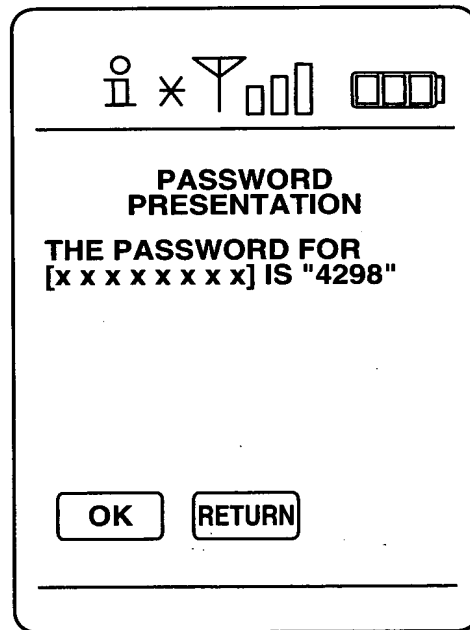 PASSWORD
PRESENTATION
THE PASSWORD FOR
[x x x x x x x x] IS "4298"
OK
RETURN